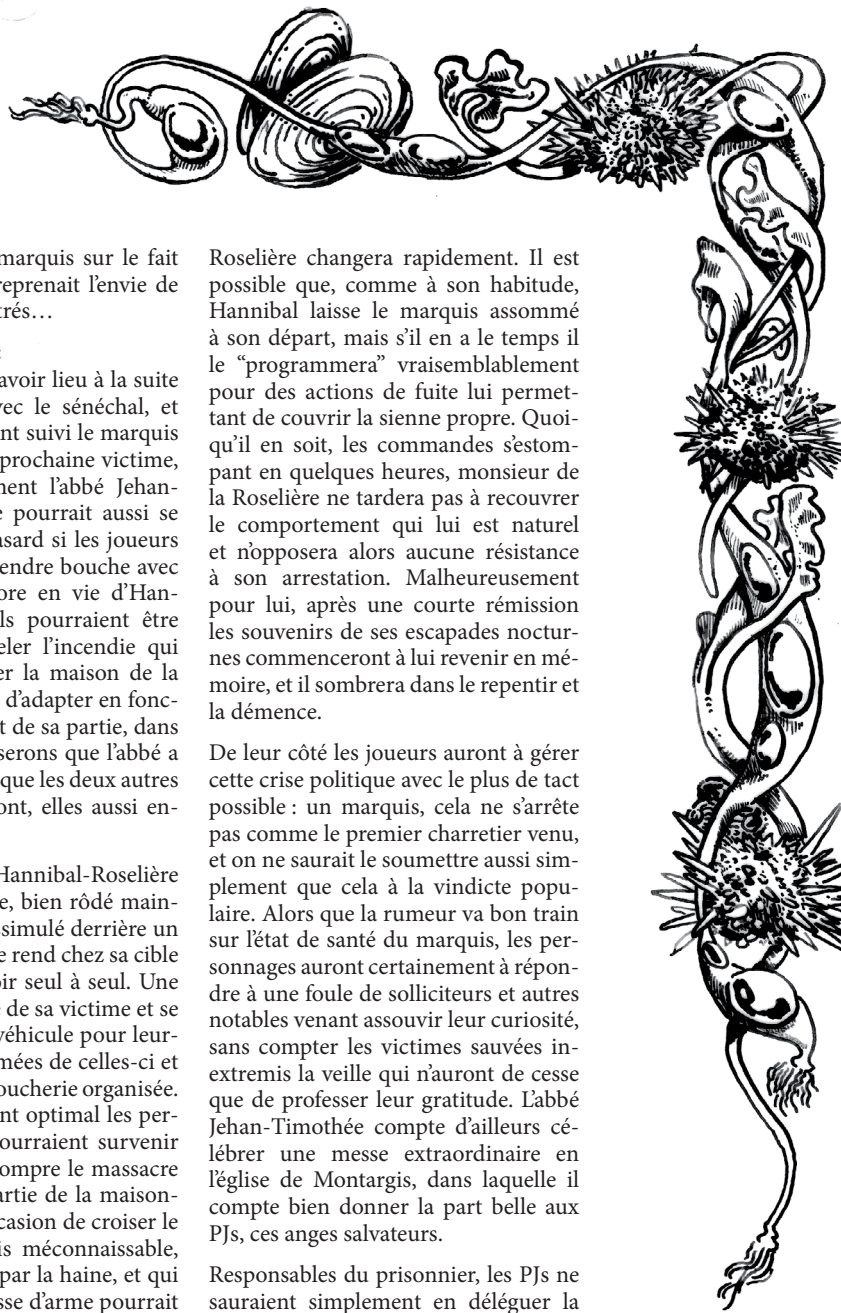 marquis sur le fait
reprenait l’envie de
trés…
:
avoir lieu à la suite
vec le sénéchal, et
nt suivi le marquis
prochaine victime,
ment l’abbé Jehan-
e pourrait aussi se
asard si les joueurs
endre bouche avec
ore en vie d’Han-
ls pourraient être
eler l’incendie qui
er la maison de la
d’adapter en fonc-
t de sa partie, dans
serons que l’abbé a
que les deux autres
ont, elles aussi en-
Hannibal-Roselière
e, bien rôdé main-
ssimulé derrière un
e rend chez sa cible
oir seul à seul. Une
e de sa victime et se
véhicule pour leur-
mées de celles-ci et
oucherie organisée.
nt optimal les per-
ourraient survenir
ompre le massacre
artie de la maison-
casion de croiser le
is méconnaissable,
par la haine, et qui
sse d’arme pourrait
Roselière changera rapidement. Il est
possible que, comme à son habitude,
Hannibal laisse le marquis assommé
à son départ, mais s’il en a le temps il
le “programmera” vraisemblablement
pour des actions de fuite lui permet-
tant de couvrir la sienne propre. Quoi-
qu’il en soit, les commandes s’estom-
pant en quelques heures, monsieur de
la Roselière ne tardera pas à recouvrer
le comportement qui lui est naturel
et n’opposera alors aucune résistance
à son arrestation. Malheureusement
pour lui, après une courte rémission
les souvenirs de ses escapades noctur-
nes commenceront à lui revenir en mé-
moire, et il sombrera dans le repentir et
la démence.
De leur côté les joueurs auront à gérer
cette crise politique avec le plus de tact
possible : un marquis, cela ne s’arrête
pas comme le premier charretier venu,
et on ne saurait le soumettre aussi sim-
plement que cela à la vindicte popu-
laire. Alors que la rumeur va bon train
sur l’état de santé du marquis, les per-
sonnages auront certainement à répon-
dre à une foule de solliciteurs et autres
notables venant assouvir leur curiosité,
sans compter les victimes sauvées in-
extremis la veille qui n’auront de cesse
que de professer leur gratitude. L’abbé
Jehan-Timothée compte d’ailleurs cé-
lébrer une messe extraordinaire en
l’église de Montargis, dans laquelle il
compte bien donner la part belle aux
PJs, ces anges salvateurs.
Responsables du prisonnier, les PJs ne
sauraient simplement en déléguer la